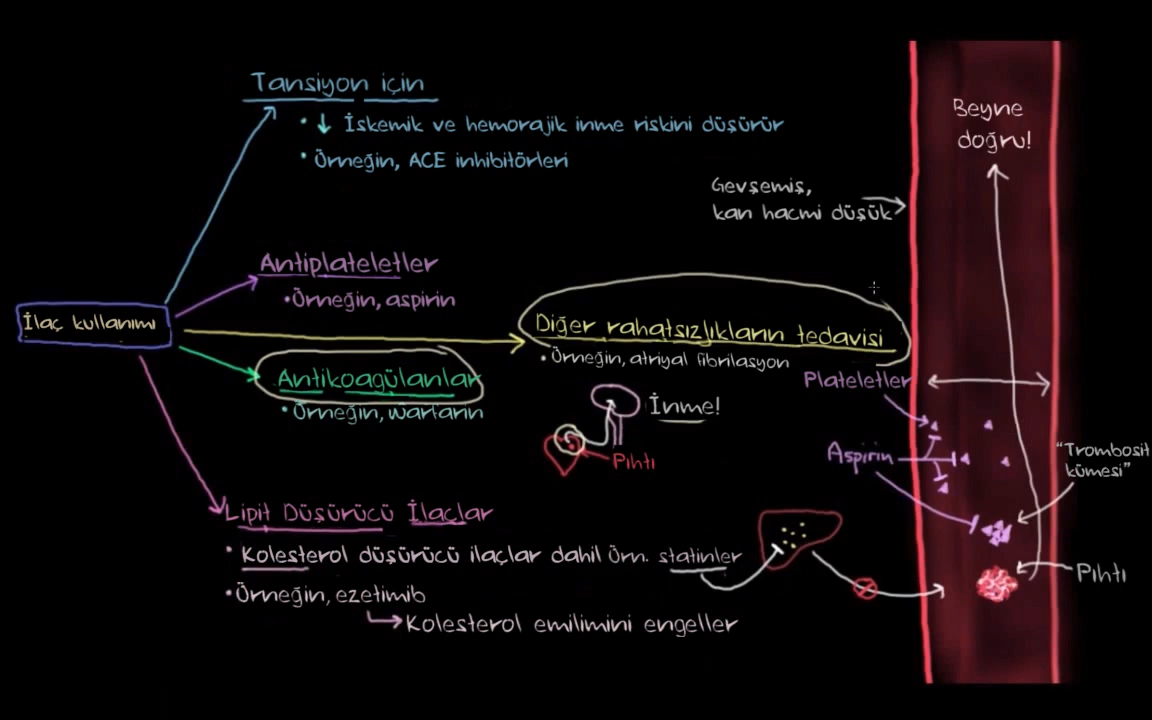 Tansiyon için
• ↓ İskemik ve hemorajik inme riskini düşürür
• Örneğin, ACE inhibitörleri
Beyne
doğru!
Gevşemiş,
kan hacmi düşük
Antiplateletler
• Örneğin, aspirin
İlaç kullanımı
Diğer rahatsızlıkların tedavisi
• Örneğin, atriyal fibrilasyon
Antikoagülanlar
• Örneğin, warfarin
Plateletler
İnme!
Pıhtı
Aspirin
"Trombosit
kümesi"
Lipit Düşürücü İlaçlar
• Kolesterol düşürücü ilaçlar dahil Örn. statinler
• Örneğin, ezetimib
Kolesterol emilimini engeller
Pıhtı